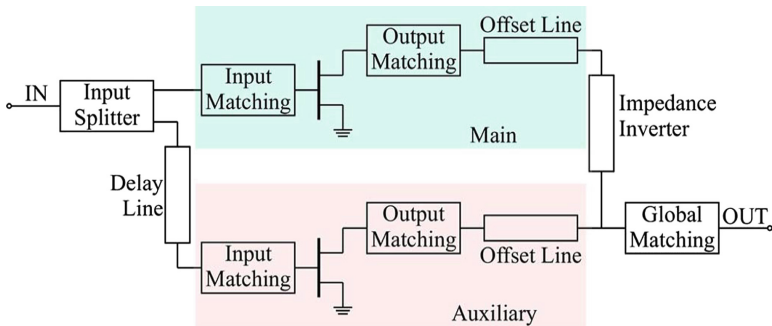 IN
Input
Splitter
Input
Matching
Output
Matching
Offset Line
Main
Impedance
Inverter
Delay
Line
Input
Matching
Output
Matching
Offset Line
Auxiliary
Global
Matching
OUT